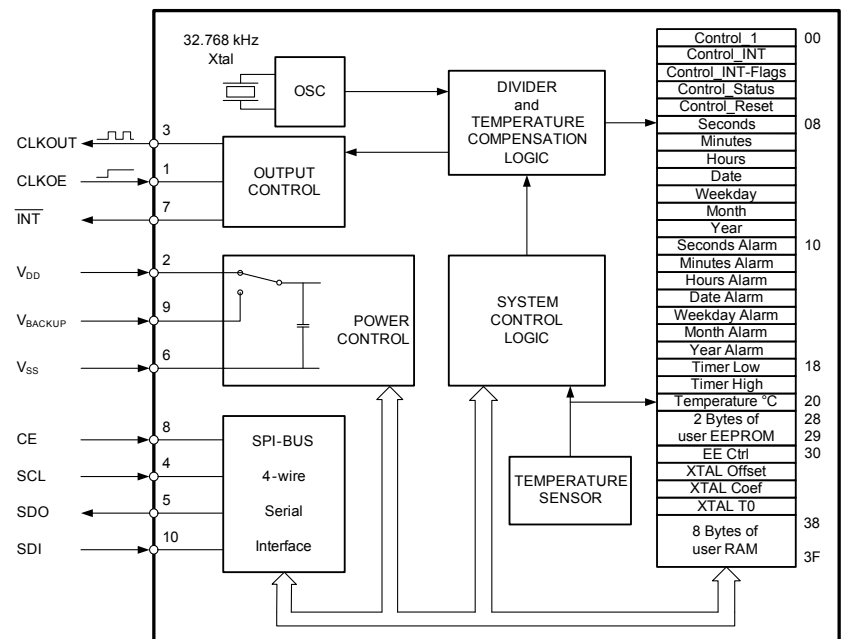 32.768 kHz
Xtal
OSC
DIVIDER
and
TEMPERATURE
COMPENSATION
LOGIC
CLKOUT
3
CLKOE
1
INT
7
OUTPUT
CONTROL
VDD
2
VBACKUP
9
VSS
6
POWER
CONTROL
SYSTEM
CONTROL
LOGIC
CE
8
SCL
4
SDO
5
SDI
10
SPI-BUS
4-wire
Serial
Interface
TEMPERATURE
SENSOR
Control_1 00
Control_INT
Control_INT-Flags
Control_Status
Control_Reset
Seconds 08
Minutes
Hours
Date
Weekday
Month
Year
Seconds Alarm 10
Minutes Alarm
Hours Alarm
Date Alarm
Weekday Alarm
Month Alarm
Year Alarm
Timer Low 18
Timer High
Temperature °C 20
2 Bytes of 28
user EEPROM 29
EE Ctrl 30
XTAL Offset
XTAL Coef
XTAL T0
38
8 Bytes of
user RAM
3F